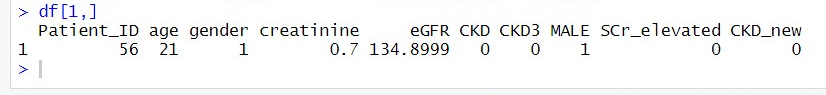 > df[1,]
Patient_ID age gender creatinine eGFR CKD CKD3 MALE SCr_elevated CKD_new
1 56 21 1 0.7 134.8999 0 0 1 0 0
>